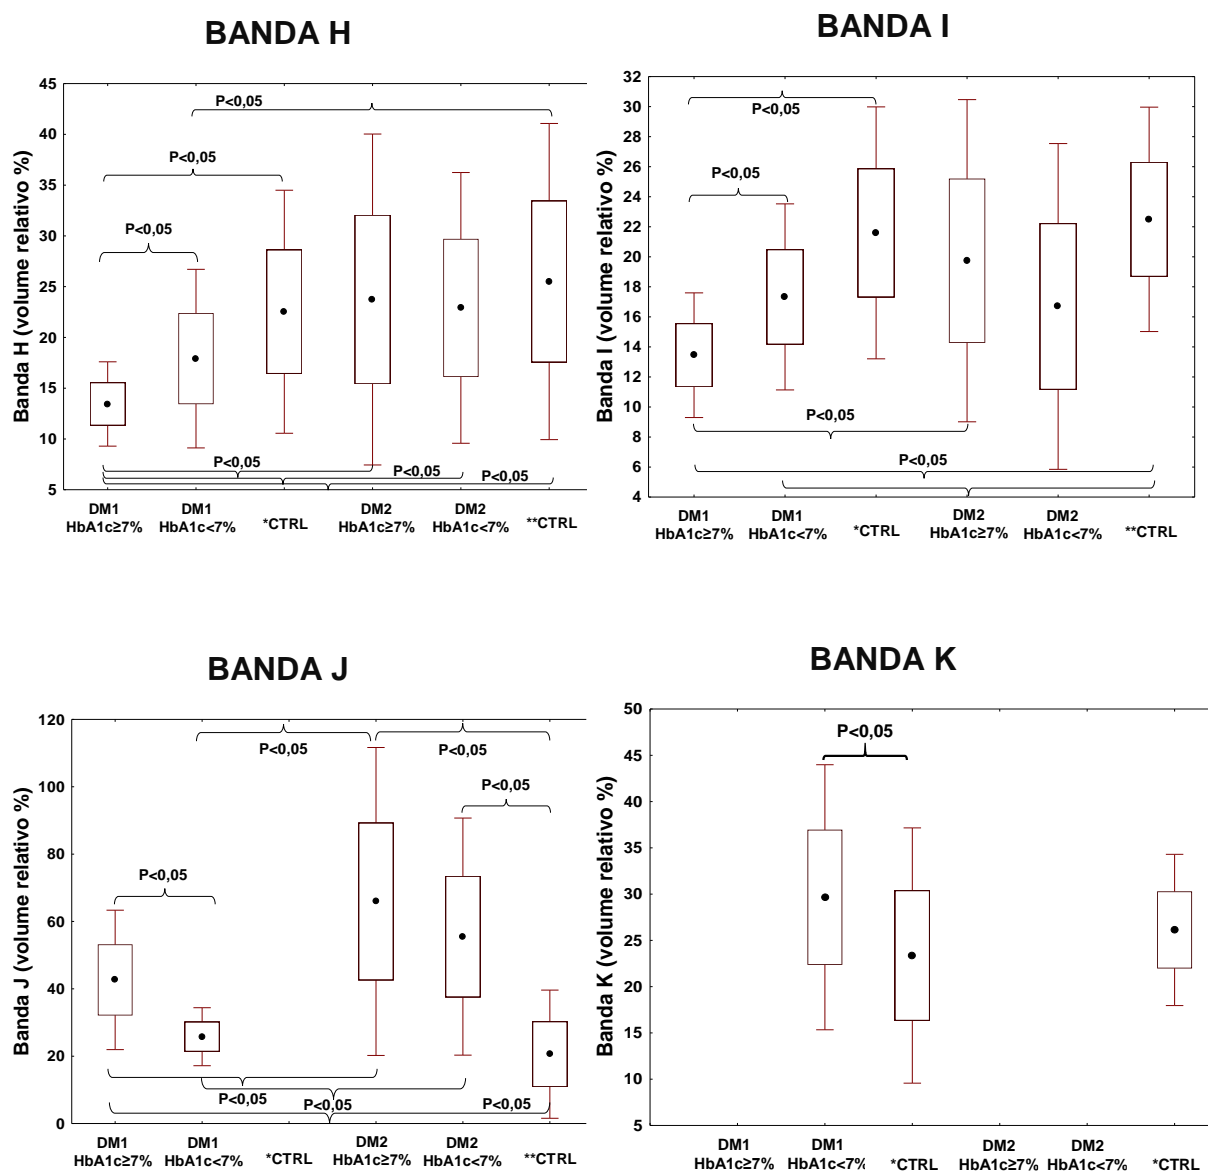 BANDA H
Banda H (volume relativo %)
45
40
35
30
25
20
15
10
5
P<0,05
P<0,05
P<0,05
P<0,05
P<0,05
P<0,05
DM1 HbA1c≥7%
DM1 HbA1c<7%
*CTRL
DM2 HbA1c≥7%
DM2 HbA1c<7%
**CTRL
BANDA I
Banda I (volume relativo %)
32
30
28
26
24
22
20
18
16
14
12
10
8
6
4
P<0,05
P<0,05
P<0,05
P<0,05
DM1 HbA1c≥7%
DM1 HbA1c<7%
*CTRL
DM2 HbA1c≥7%
DM2 HbA1c<7%
**CTRL
BANDA J
Banda J (volume relativo %)
120
100
80
60
40
20
0
P<0,05
P<0,05
P<0,05
P<0,05
P<0,05
P<0,05
P<0,05
DM1 HbA1c≥7%
DM1 HbA1c<7%
*CTRL
DM2 HbA1c≥7%
DM2 HbA1c<7%
**CTRL
BANDA K
Banda K (volume relativo %)
50
45
40
35
30
25
20
15
10
5
P<0,05
DM1 HbA1c≥7%
DM1 HbA1c<7%
*CTRL
DM2 HbA1c≥7%
DM2 HbA1c<7%
*CTRL